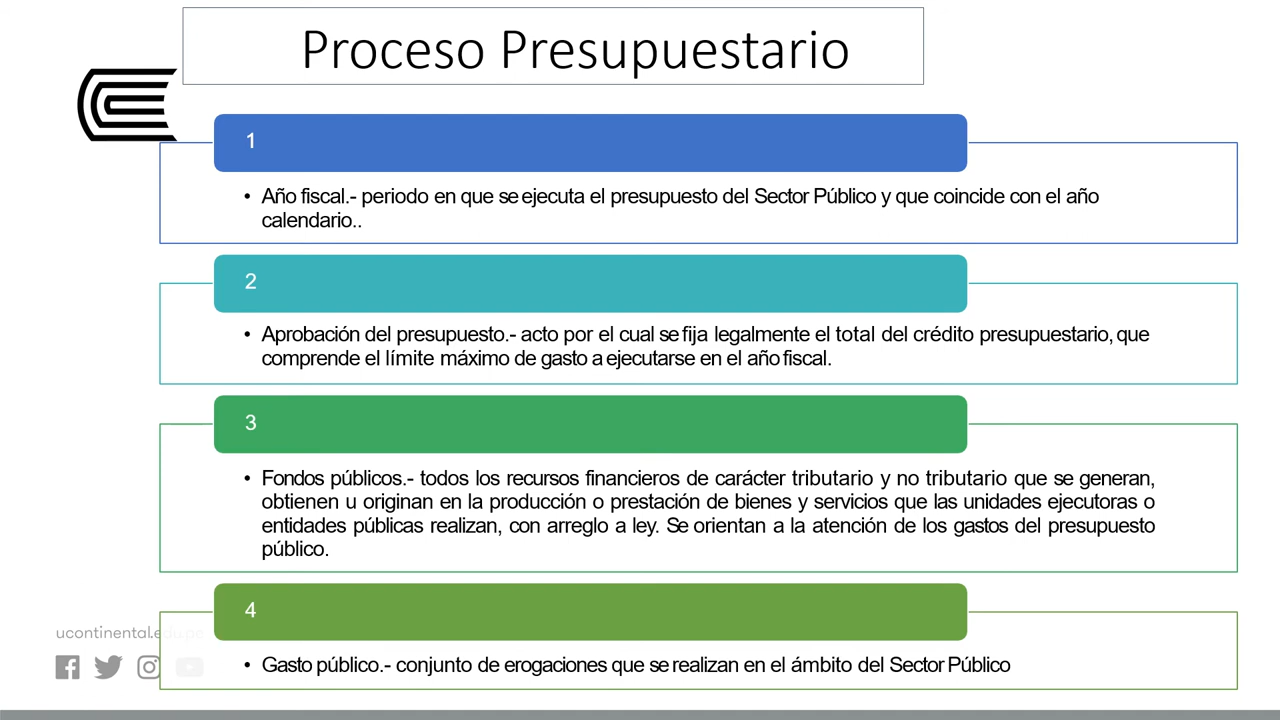 Proceso Presupuestario
1
• Año fiscal.- periodo en que se ejecuta el presupuesto del Sector Público y que coincide con el año
calendario..
2
• Aprobación del presupuesto.- acto por el cual se fija legalmente el total del crédito presupuestario, que
comprende el límite máximo de gasto a ejecutarse en el año fiscal.
3
• Fondos públicos.- todos los recursos financieros de carácter tributario y no tributario que se generan,
obtienen u originan en la producción o prestación de bienes y servicios que las unidades ejecutoras o
entidades públicas realizan, con arreglo a ley. Se orientan a la atención de los gastos del presupuesto
público.
4
ucontinental.edu.pe
• Gasto público.- conjunto de erogaciones que se realizan en el ámbito del Sector Público